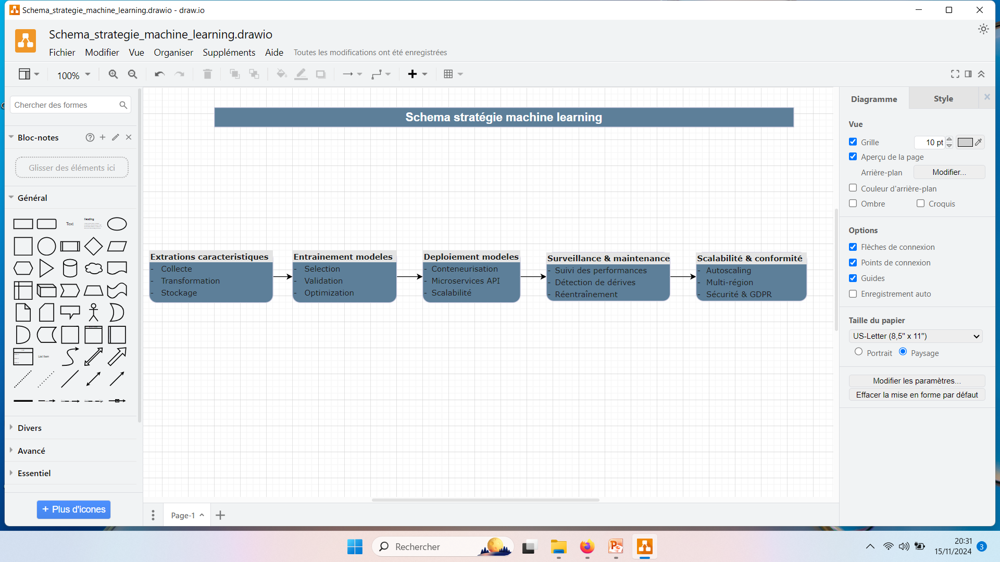 Schema_strategie_machine_learning.drawio - draw.io
Schema_strategie_machine_learning.drawio
Fichier Modifier Vue Organiser Suppléments Aide Toutes les modifications ont été enregistrées
100%
Chercher des formes
Bloc-notes
Glisser des éléments ici
Général
Text
Heading
List Item
Divers
Avancé
Essentiel
+ Plus d'icones
Schema stratégie machine learning
Extrations caracteristiques
- Collecte
- Transformation
- Stockage
Entrainement modeles
- Selection
- Validation
- Optimization
Deploiement modeles
- Conteneurisation
- Microservices API
- Scalabilité
Surveillance & maintenance
- Suivi des performances
- Détection de dérives
- Réentraînement
Scalabilité & conformité
- Autoscaling
- Multi-région
- Sécurité & GDPR
Page-1
Diagramme Style
Vue
Grille 10 pt
Aperçu de la page
Arrière-plan Modifier...
Couleur d'arrière-plan
Ombre Croquis
Options
Flèches de connexion
Points de connexion
Guides
Enregistrement auto
Taille du papier
US-Letter (8,5" x 11")
Portrait Paysage
Modifier les paramètres...
Effacer la mise en forme par défaut
Rechercher
20:31
15/11/2024
3